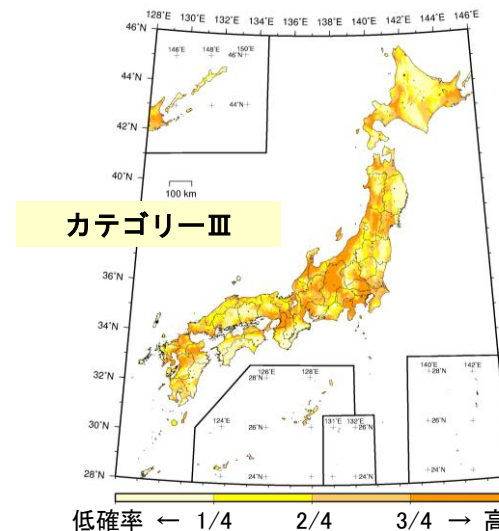 128°E 130°E 132°E 134°E 136°E 138°E 140°E 142°E 144°E 146°E
46°N
146°E 148°E 150°E
46°N
44°N
44°N
42°N
40°N
100 km
38°N
カテゴリーⅢ
36°N
34°N
32°N
126°E 128°E
28°N
140°E 142°E
28°N
30°N
124°E
26°N
131°E 132°E
26°N
26°N
28°N
24°N
24°N
低確率 ← 1/4 2/4 3/4 → 高